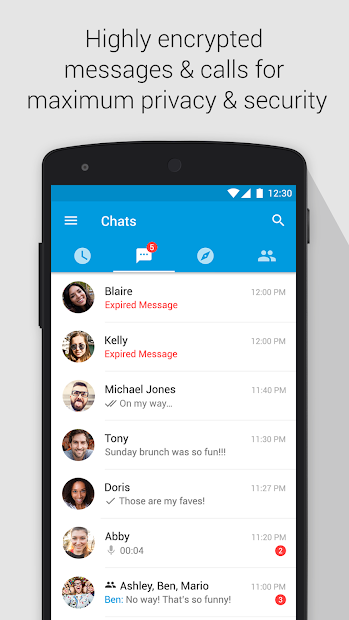 Highly encrypted
messages & calls for
maximum privacy & security
12:30
Chats
5
Blaire 12:00 PM
Expired Message
Kelly 12:00 PM
Expired Message
Michael Jones 11:40 PM
On my way...
Tony 11:30 PM
Sunday brunch was so fun!!!
Doris 11:27 PM
Those are my faves!
Abby 11:20 PM
00:04 2
Ashley, Ben, Mario 11:00 PM
Ben: No way! That's so funny! 3